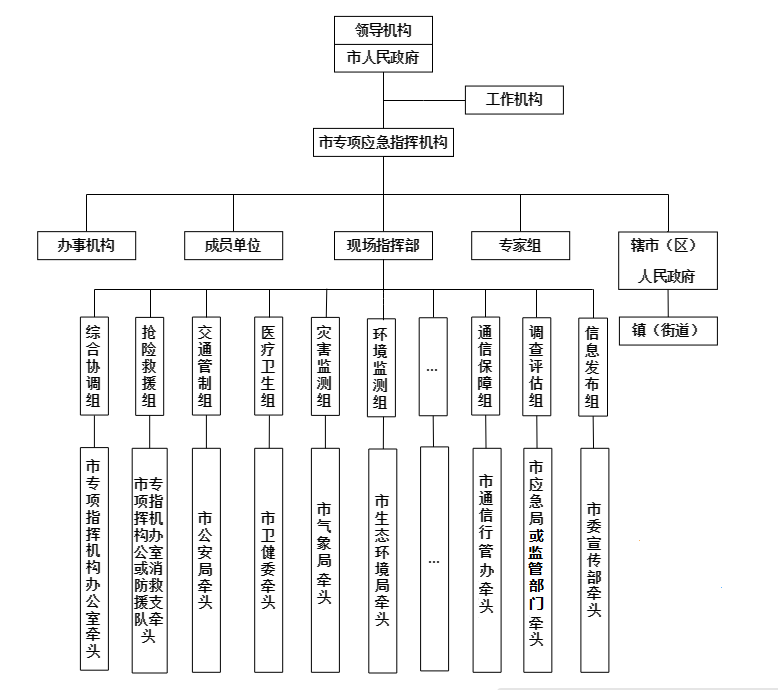 领导机构
市人民政府
工作机构
市专项应急指挥机构
办事机构
成员单位
现场指挥部
专家组
辖市（区）
人民政府
镇（街道）
综合协调组
抢险救援组
交通管制组
医疗卫生组
灾害监测组
环境监测组
...
通信保障组
调查评估组
信息发布组
市专项指挥机构办公室牵头
市专项指挥机构办公室或消防救援支队牵头
市公安局牵头
市卫健委牵头
市气象局牵头
市生态环境局牵头
...
市通信行管办牵头
市应急局或监管部门牵头
市委宣传部牵头